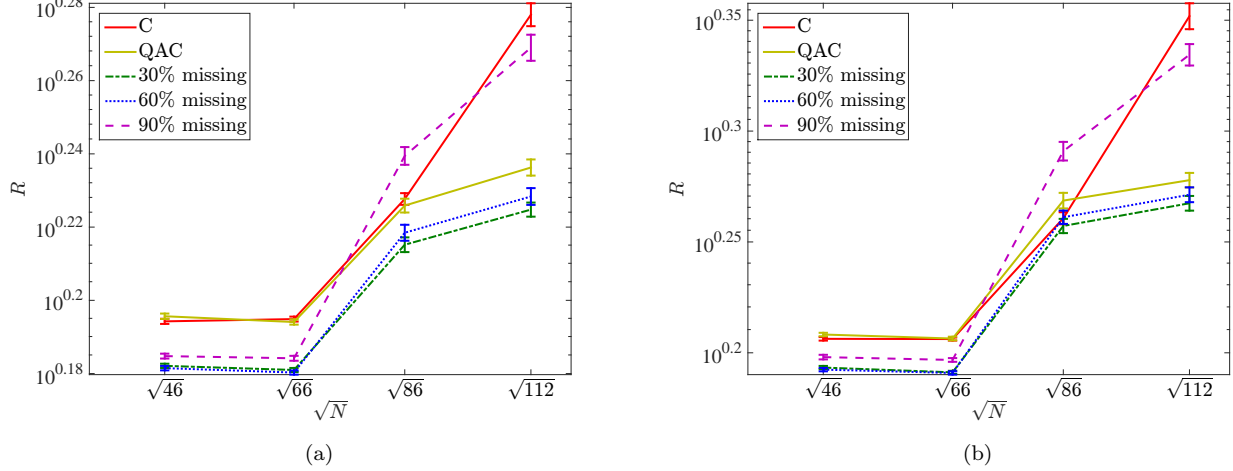 10^0.28
10^0.26
10^0.24
10^0.22
10^0.2
10^0.18
R
C
QAC
30% missing
60% missing
90% missing
√46
√66
√86
√112
√N
(a)
10^0.35
10^0.3
10^0.25
10^0.2
R
C
QAC
30% missing
60% missing
90% missing
√46
√66
√86
√112
√N
(b)